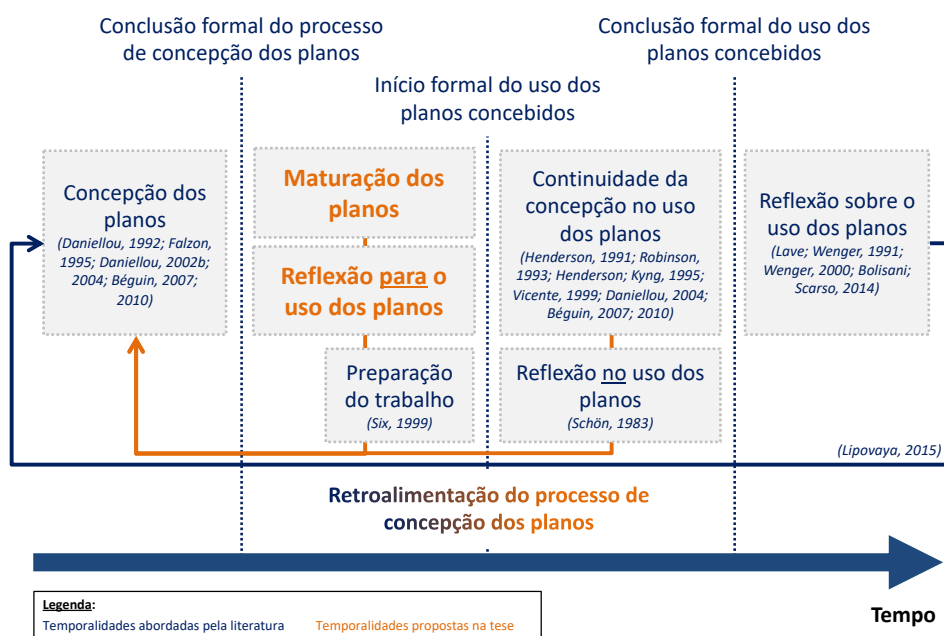 Conclusão formal do processo
de concepção dos planos
Conclusão formal do uso dos
planos concebidos
Início formal do uso dos
planos concebidos
Concepção dos
planos
(Daniellou, 1992; Falzon,
1995; Daniellou, 2002b;
2004; Béguin, 2007;
2010)
Maturação dos
planos
Reflexão para o
uso dos planos
Preparação
do trabalho
(Six, 1999)
Continuidade da
concepção no uso
dos planos
(Henderson, 1991; Robinson,
1993; Henderson; Kyng, 1995;
Vicente, 1999; Daniellou, 2004;
Béguin, 2007; 2010)
Reflexão no uso dos
planos
(Schön, 1983)
Reflexão sobre o
uso dos planos
(Lave; Wenger, 1991;
Wenger, 2000; Bolisani;
Scarso, 2014)
(Lipovaya, 2015)
Retroalimentação do processo de
concepção dos planos
Tempo
Legenda:
Temporalidades abordadas pela literatura Temporalidades propostas na tese